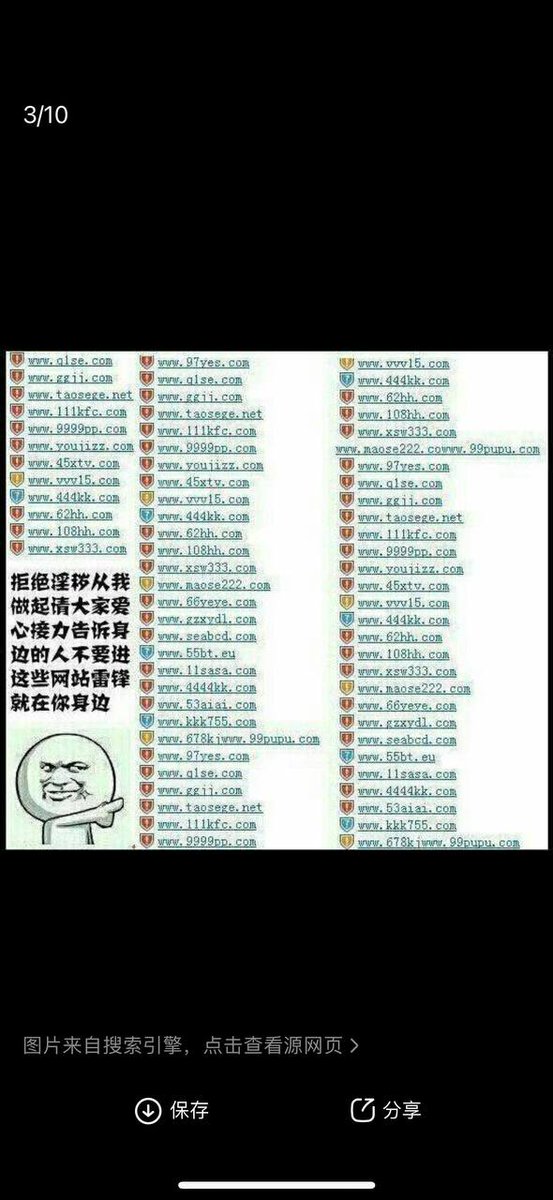 3/10
www.q1se.com
www.ggjj.com
www.taosege.net
www.111kfc.com
www.9999pp.com
www.youjizz.com
www.45xtv.com
www.vvv15.com
www.444kk.com
www.62hh.com
www.108hh.com
www.xsw333.com
拒绝淫秽从我
做起请大家爱
心接力告诉身
边的人不要进
这些网站雷锋
就在你身边
www.97yes.com
www.q1se.com
www.ggjj.com
www.taosege.net
www.111kfc.com
www.9999pp.com
www.youjizz.com
www.45xtv.com
www.vvv15.com
www.444kk.com
www.62hh.com
www.108hh.com
www.xsw333.com
www.maose222.com
www.66yeye.com
www.gzxydl.com
www.seabcd.com
www.55bt.eu
www.11sasa.com
www.4444kk.com
www.53aiai.com
www.kkk755.com
www.678kjwww.99pupu.com
www.97yes.com
www.q1se.com
www.ggjj.com
www.taosege.net
www.111kfc.com
www.9999pp.com
www.vvv15.com
www.444kk.com
www.62hh.com
www.108hh.com
www.xsw333.com
www.maose222.cowww.99pupu.com
www.97yes.com
www.q1se.com
www.ggjj.com
www.taosege.net
www.111kfc.com
www.9999pp.com
www.youjizz.com
www.45xtv.com
www.vvv15.com
www.444kk.com
www.62hh.com
www.108hh.com
www.xsw333.com
www.maose222.com
www.66yeye.com
www.gzxydl.com
www.seabcd.com
www.55bt.eu
www.11sasa.com
www.4444kk.com
www.53aiai.com
www.kkk755.com
www.678kjwww.99pupu.com
图片来自搜索引擎，点击查看源网页 >
保存
分享